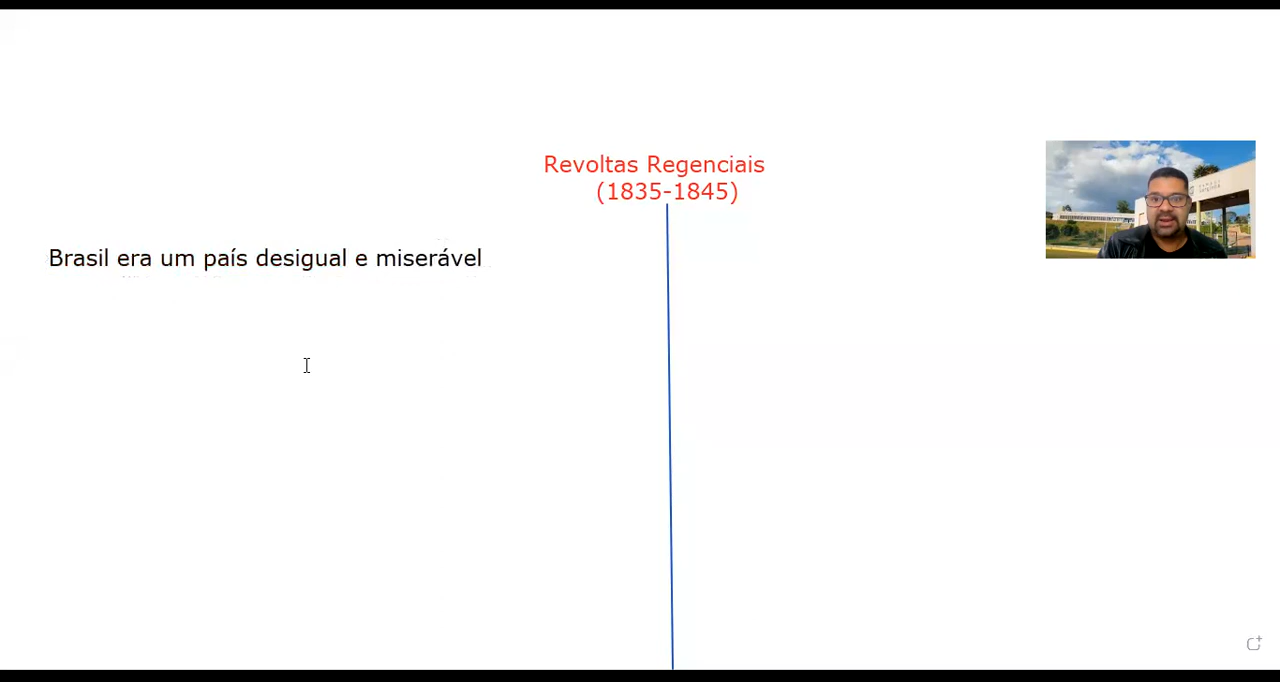 Revoltas Regenciais
(1835-1845)
Brasil era um país desigual e miserável